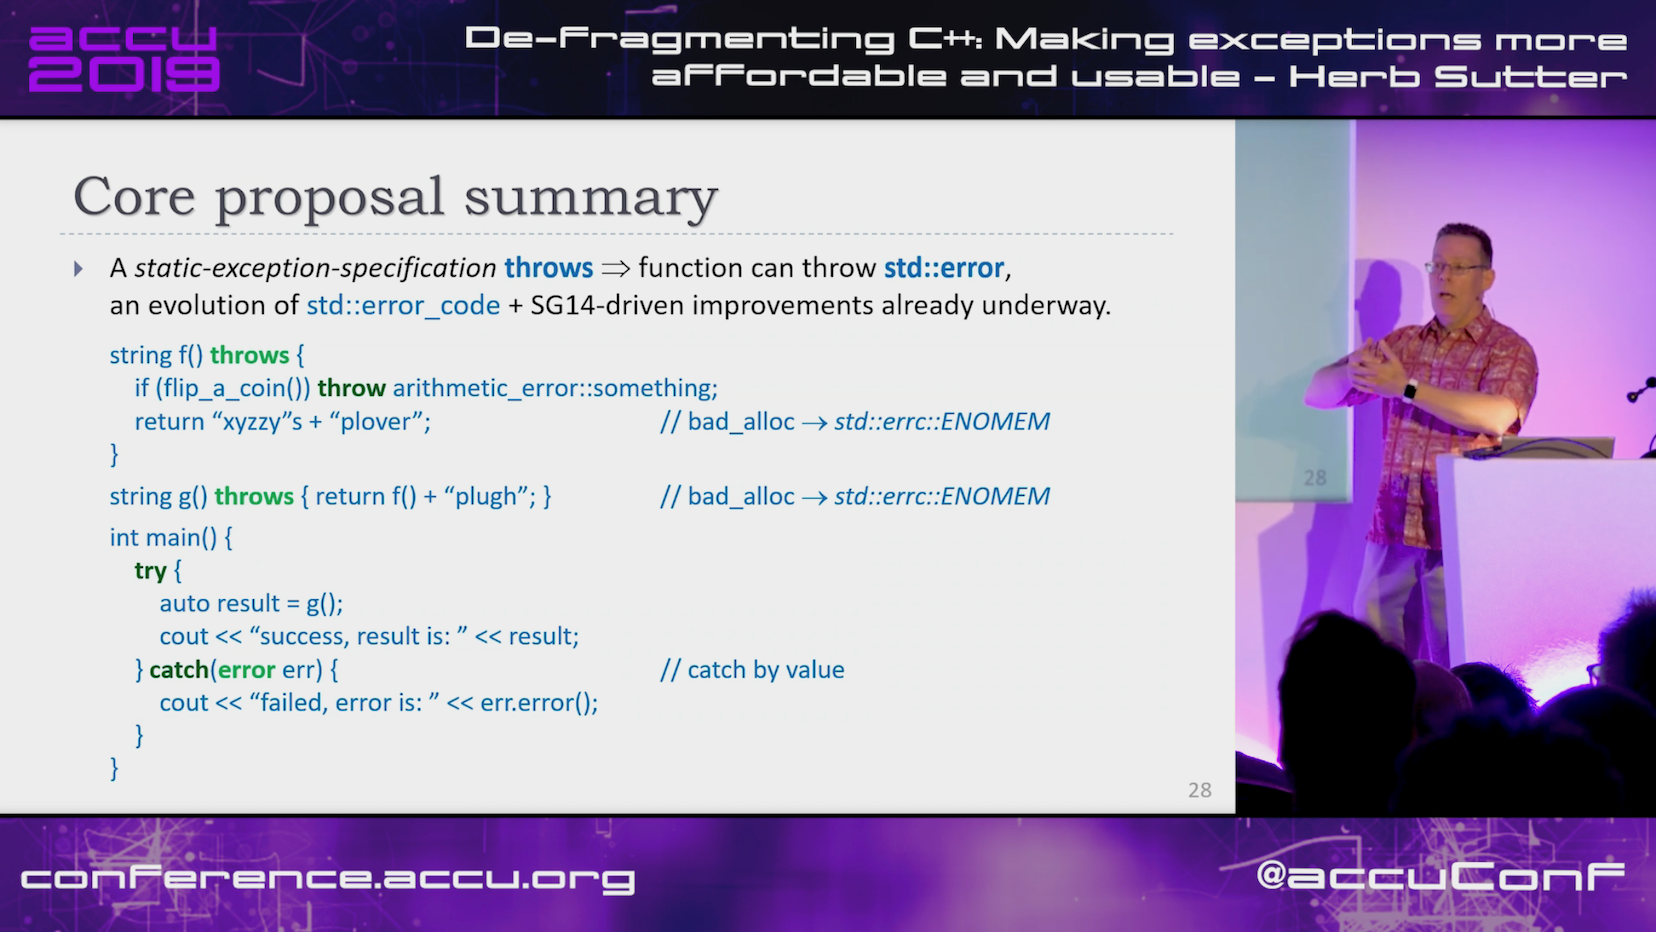 accu
2019
De-Fragmenting C++: Making exceptions more
affordable and usable - Herb Sutter
Core proposal summary
A static-exception-specification throws ⇒ function can throw std::error,
an evolution of std::error_code + SG14-driven improvements already underway.
string f() throws {
if (flip_a_coin()) throw arithmetic_error::something;
return “xyzzy”s + “plover”; // bad_alloc → std::errc::ENOMEM
}
string g() throws { return f() + “plugh”; } // bad_alloc → std::errc::ENOMEM
int main() {
try {
auto result = g();
cout << “success, result is: ” << result;
} catch(error err) { // catch by value
cout << “failed, error is: ” << err.error();
}
}
28
28
conference.accu.org
@accuConf